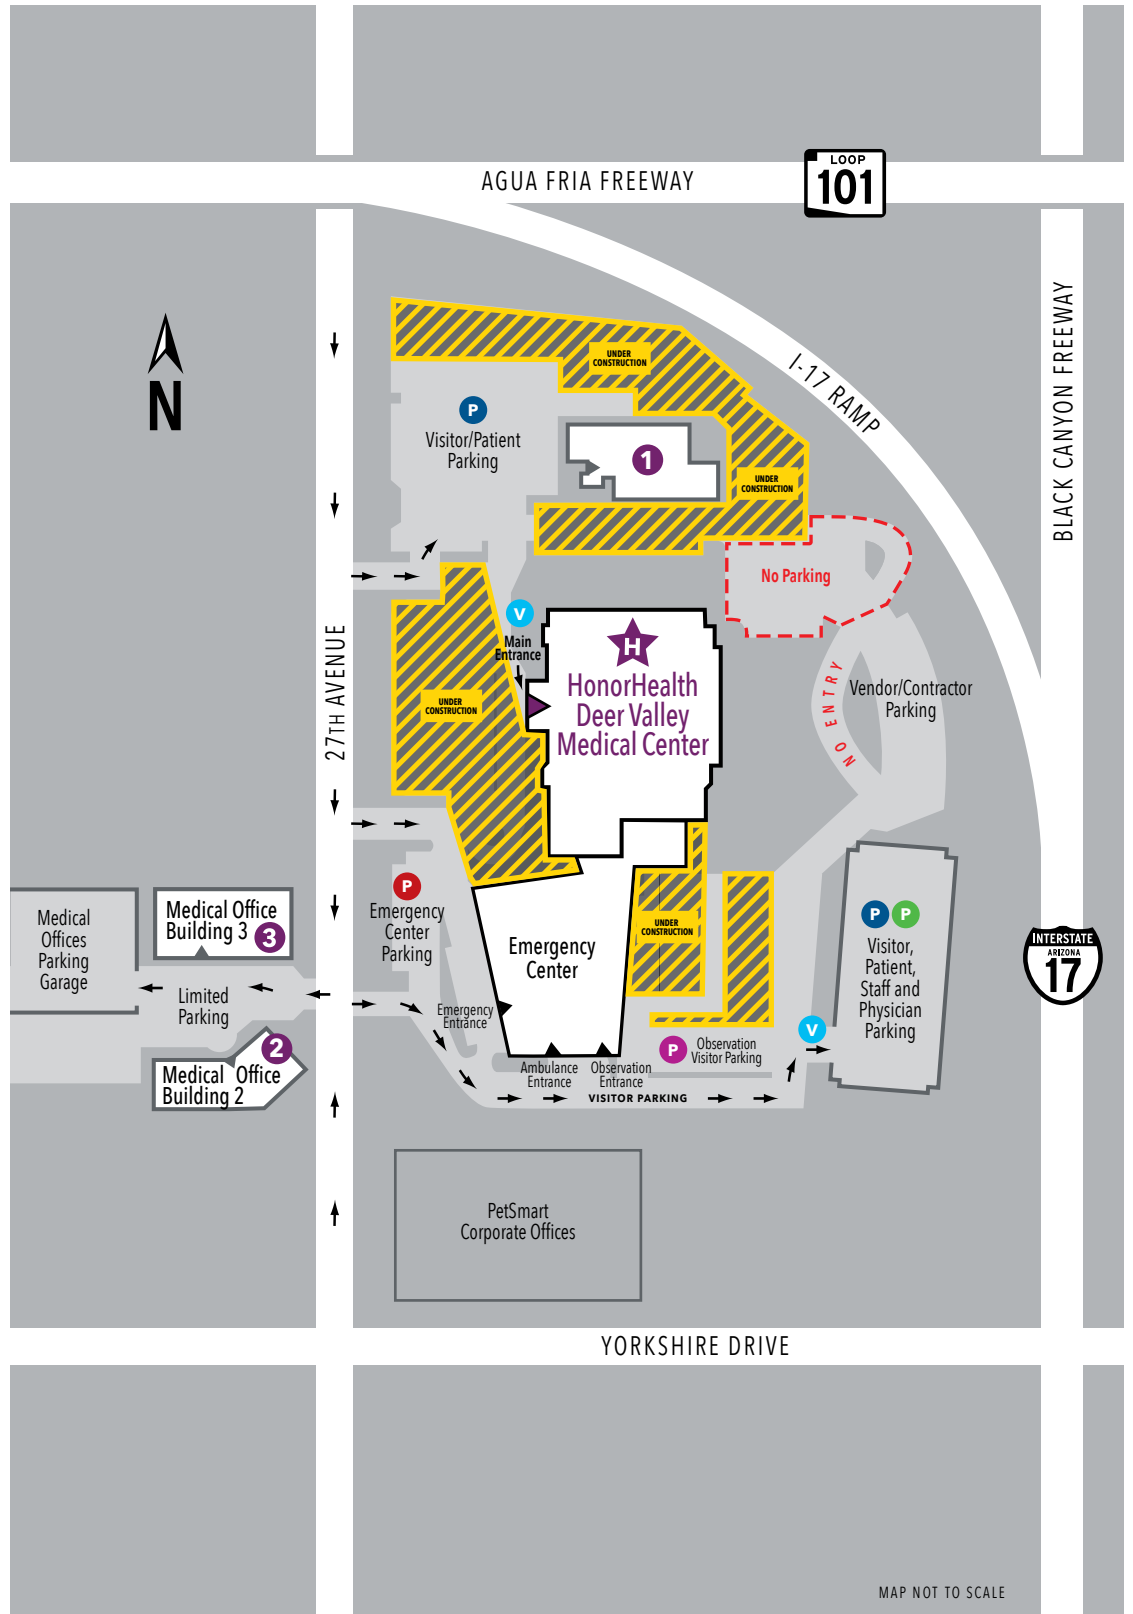 AGUA FRIA FREEWAY
LOOP
101
BLACK CANYON FREEWAY
I-17 RAMP
N
UNDER
CONSTRUCTION
P
Visitor/Patient
Parking
1
UNDER
CONSTRUCTION
No Parking
V
Main
Entrance
H
HonorHealth
Deer Valley
Medical Center
27TH AVENUE
UNDER
CONSTRUCTION
NO ENTRY
Vendor/Contractor
Parking
P
Emergency
Center
Parking
Medical
Offices
Parking
Garage
Medical Office
Building 3
3
Limited
Parking
2
Medical Office
Building 2
Emergency
Center
Emergency
Entrance
UNDER
CONSTRUCTION
P
P
Visitor,
Patient,
Staff and
Physician
Parking
INTERSTATE
ARIZONA
17
V
P
Observation
Visitor Parking
Ambulance
Entrance
Observation
Entrance
VISITOR PARKING
PetSmart
Corporate Offices
YORKSHIRE DRIVE
MAP NOT TO SCALE